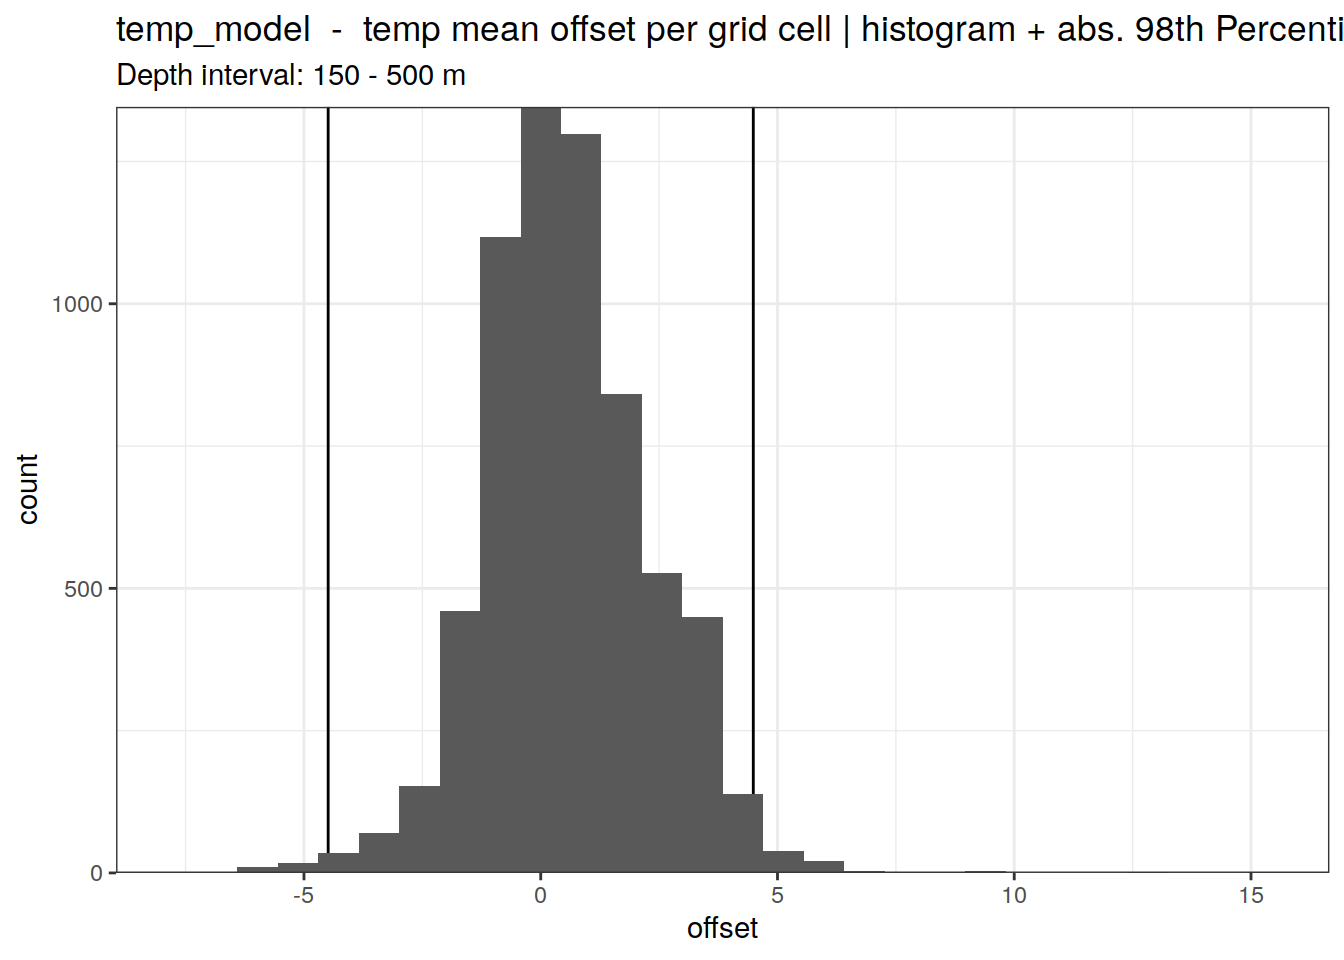 temp_model  -  temp mean offset per grid cell | histogram + abs. 98th Percenti
Depth interval: 150 - 500 m
1000
500
0
count
-5
0
5
10
15
offset